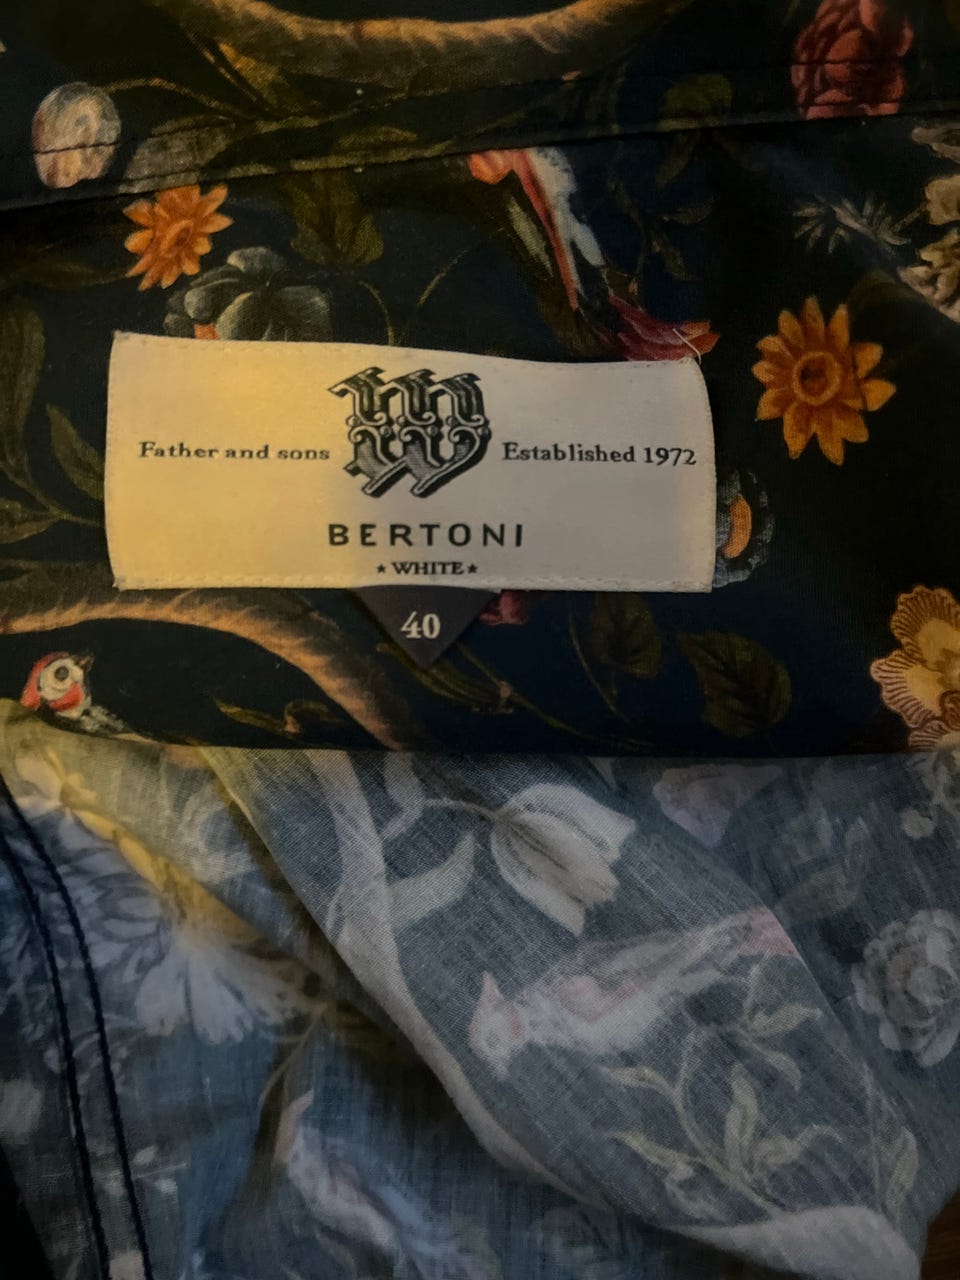 Father and sons
Established 1972
BERTONI
★ WHITE ★
40